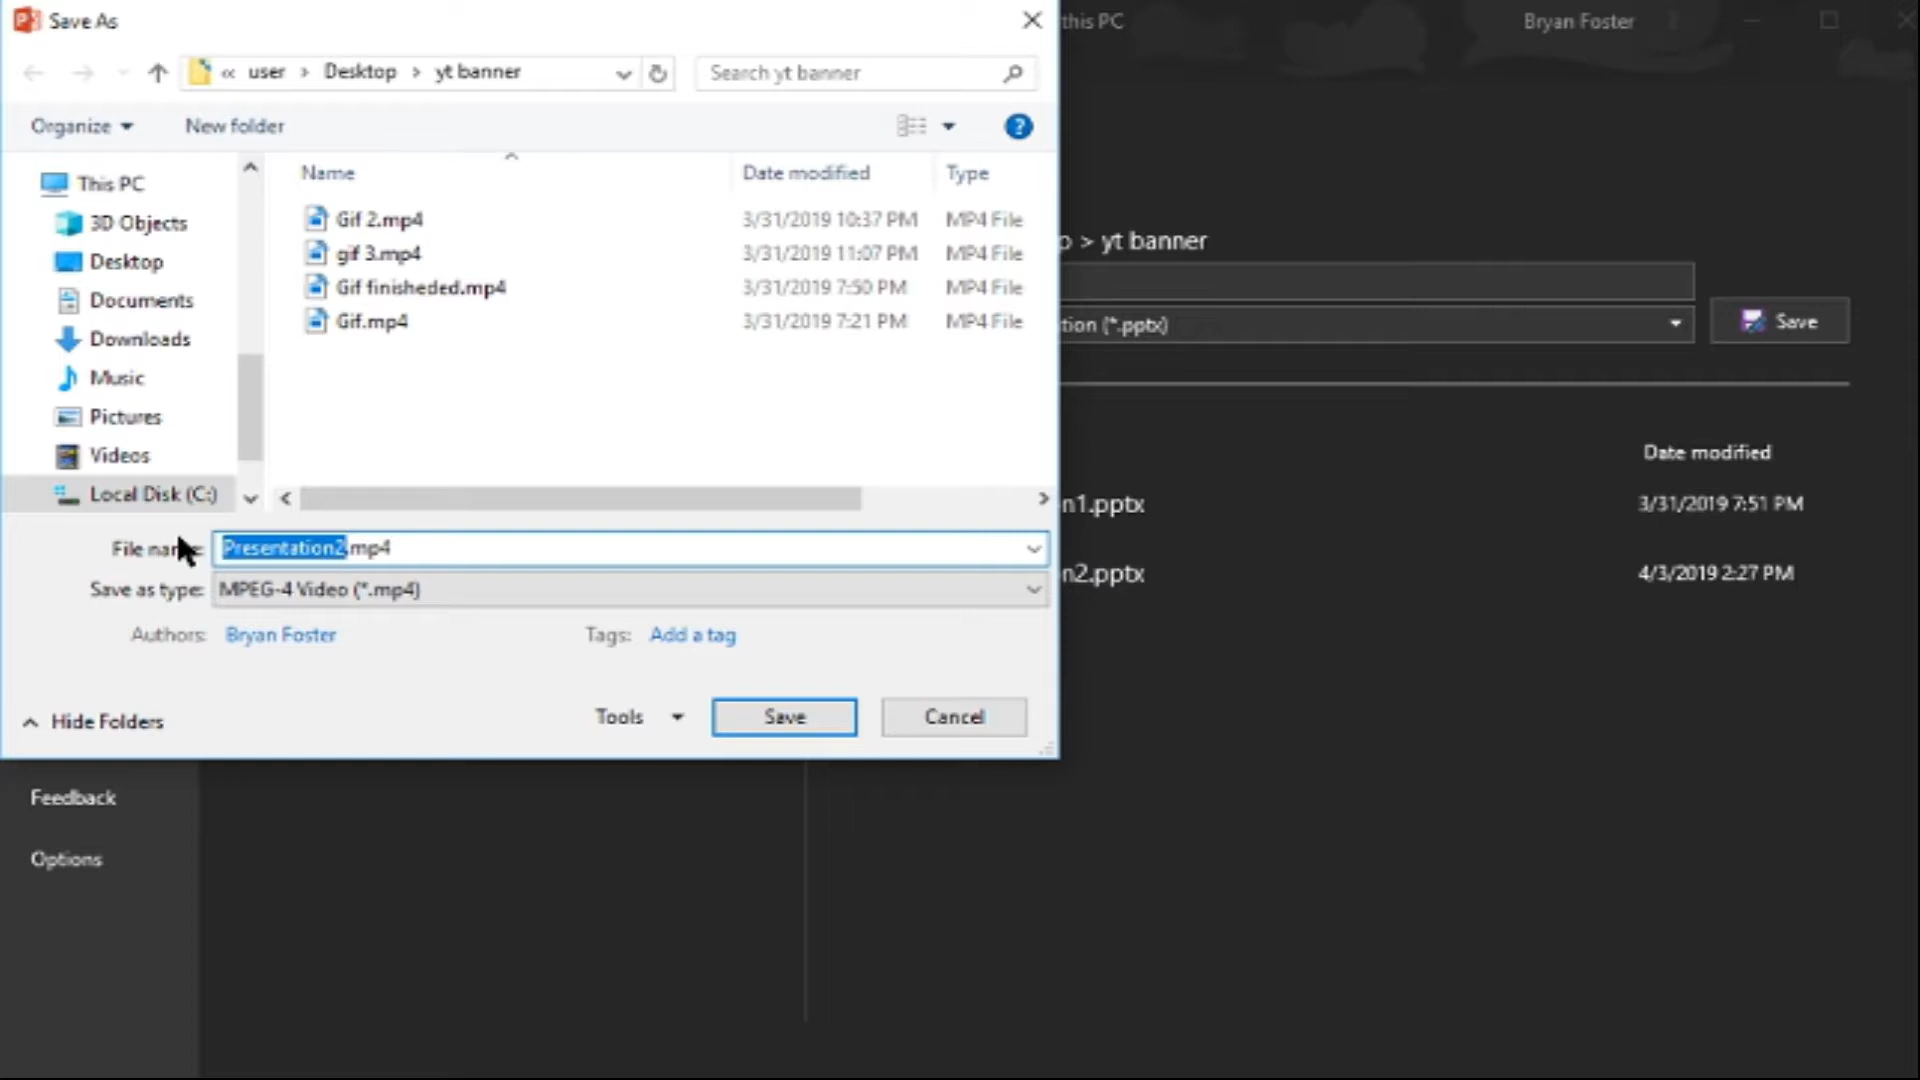 Save As
this PC
Bryan Foster
?
« user > Desktop > yt banner
Search yt banner
Organize
New folder
?
Name
Date modified
Type
This PC
3D Objects
Desktop
Documents
Downloads
Music
Pictures
Videos
Local Disk (C:)
Gif 2.mp4 3/31/2019 10:37 PM MP4 File
gif 3.mp4 3/31/2019 11:07 PM MP4 File
Gif finisheded.mp4 3/31/2019 7:50 PM MP4 File
Gif.mp4 3/31/2019 7:21 PM MP4 File
File name: Presentation2.mp4
Save as type: MPEG-4 Video (*.mp4)
Authors: Bryan Foster
Tags: Add a tag
Hide Folders
Tools
Save
Cancel
> yt banner
tion (*.pptx)
Save
Date modified
n1.pptx 3/31/2019 7:51 PM
n2.pptx 4/3/2019 2:27 PM
Feedback
Options